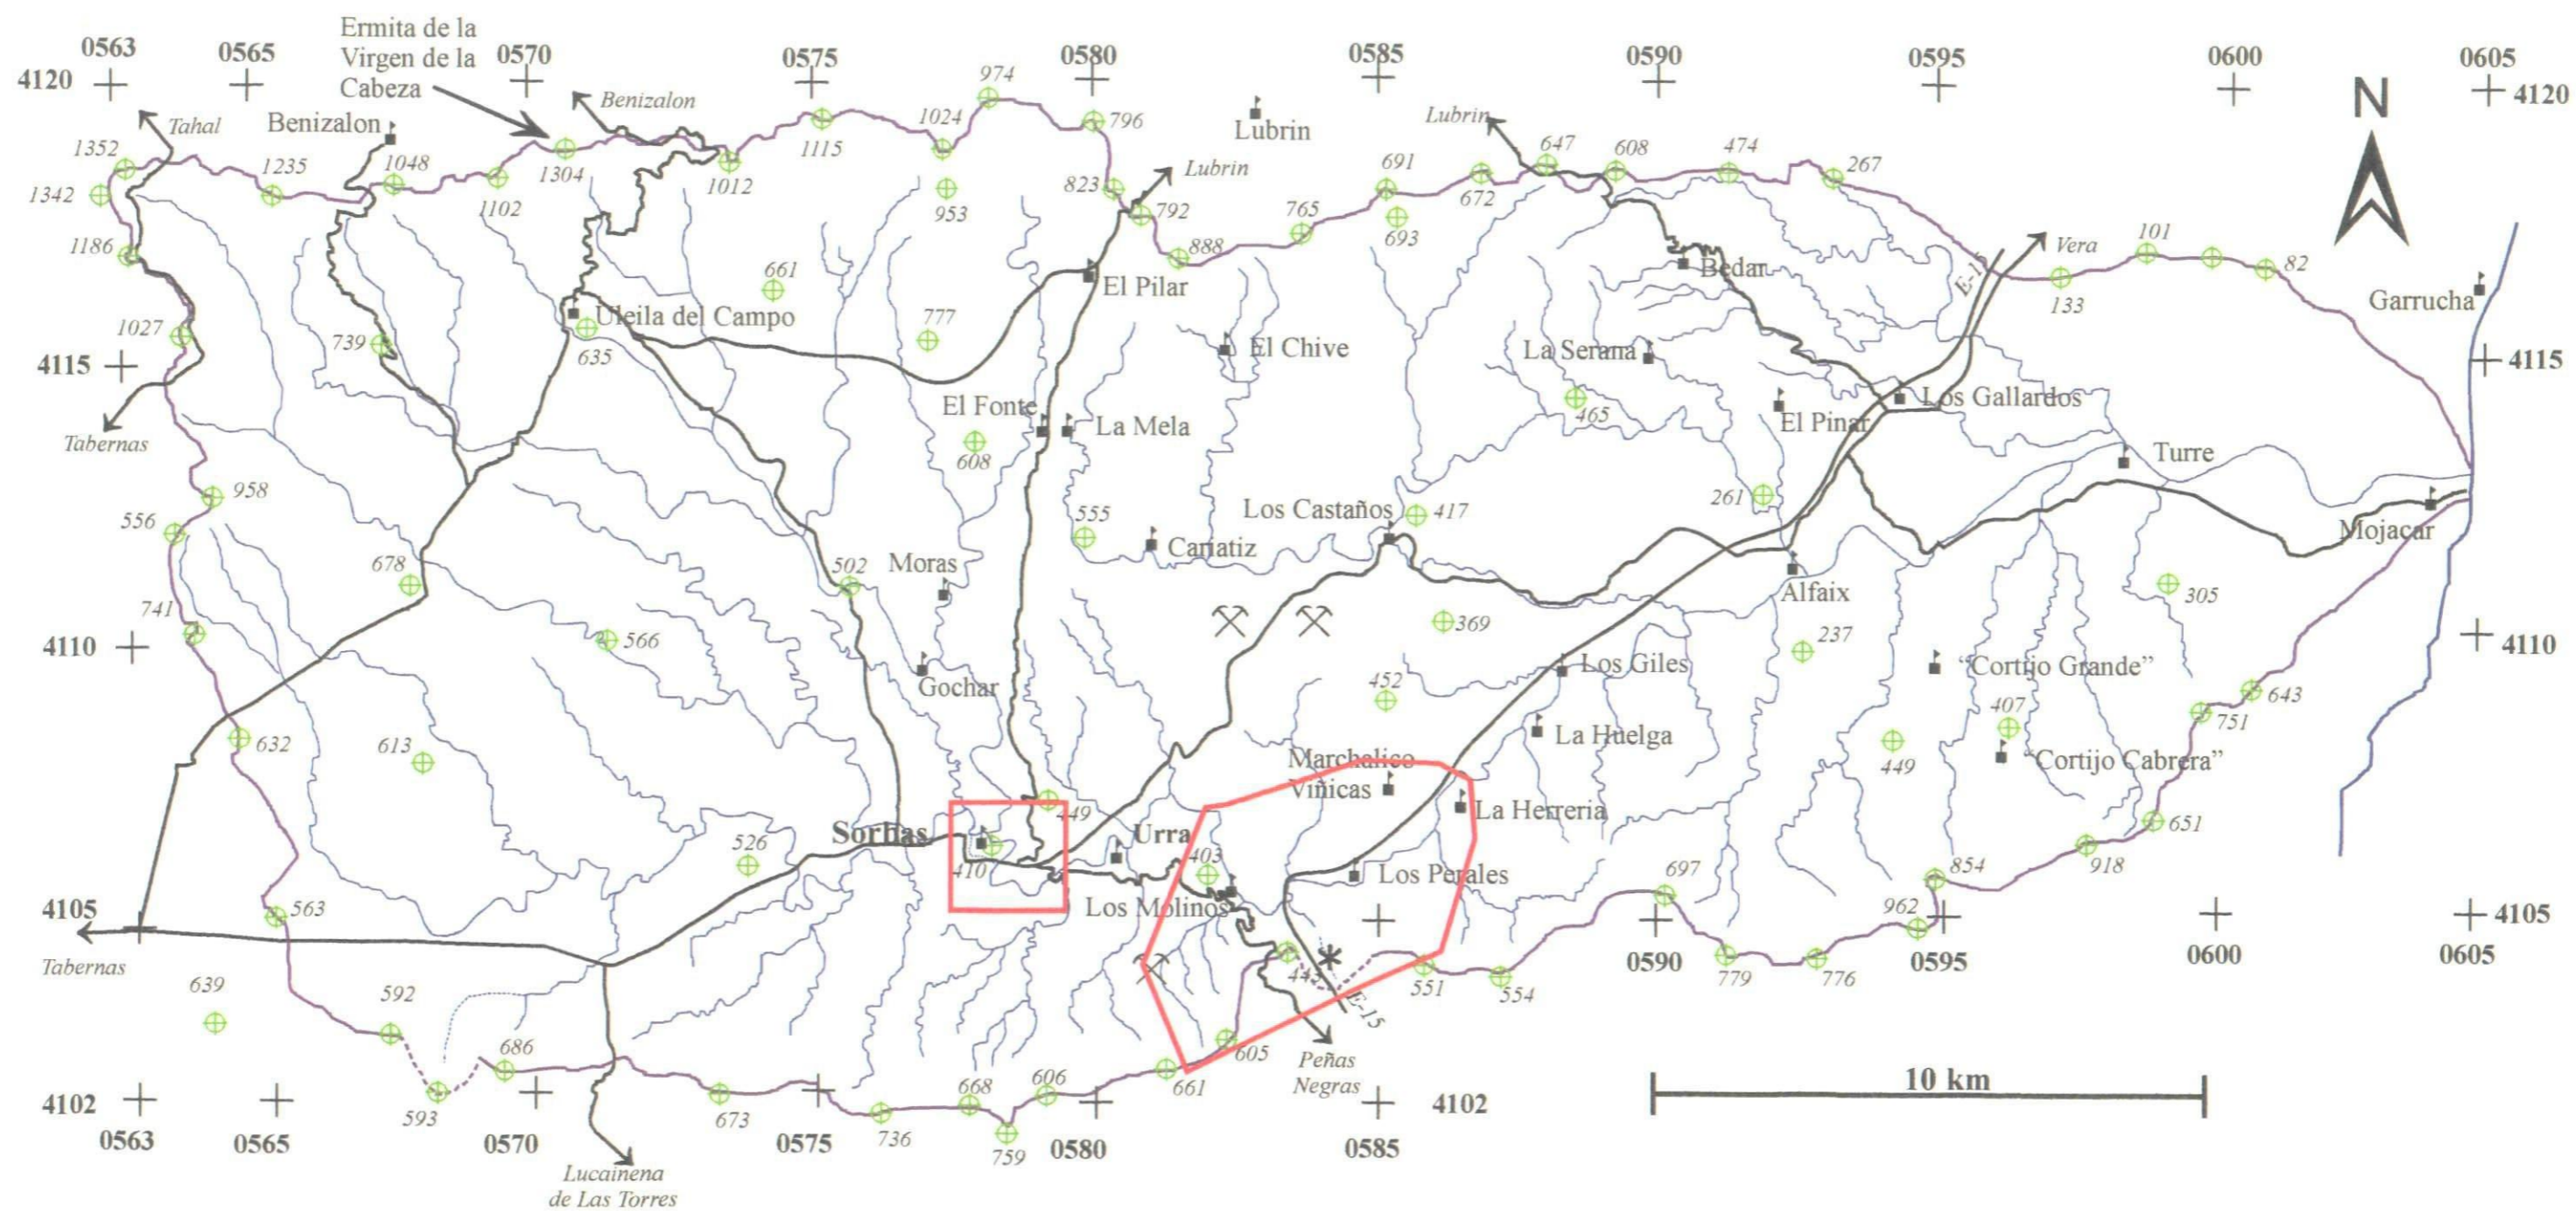 Ermita de la
Virgen de la
Cabeza
0563
0565
0570
0575
0580
0585
0590
0595
0600
0605
4120
4120
N
Tahal
Benizalon
Benizalon
974
1024
796
Lubrin
Lubrin
1352
1235
1048
1304
1115
1012
1102
1342
953
823
Lubrin
792
691
672
647
608
474
267
765
693
888
1186
661
El Pilar
Bedar
E-15
Vera
101
82
133
Garrucha
1027
739
Uleila del Campo
635
777
El Chive
La Serana
4115
4115
Tabernas
El Fonte
La Mela
608
465
El Pinar
Los Gallardos
Turre
958
556
555
Los Castaños
417
261
Mojacar
Cariatiz
678
502
Moras
Alfaix
305
741
566
369
237
4110
4110
Gochar
452
Los Giles
"Cortijo Grande"
643
407
751
632
613
La Huelga
449
"Cortijo Cabrera"
Marchalico
Viñicas
449
La Herreria
651
Sorbas
Urra
526
410
403
Los Perales
697
854
918
4105
563
Los Molinos
962
4105
Tabernas
443
551
554
0590
779
776
0595
0600
0605
639
592
E-15
686
605
Peñas
Negras
10 km
4102
593
673
736
668
606
661
4102
759
0563
0565
0570
0575
0580
0585
Lucainena
de Las Torres